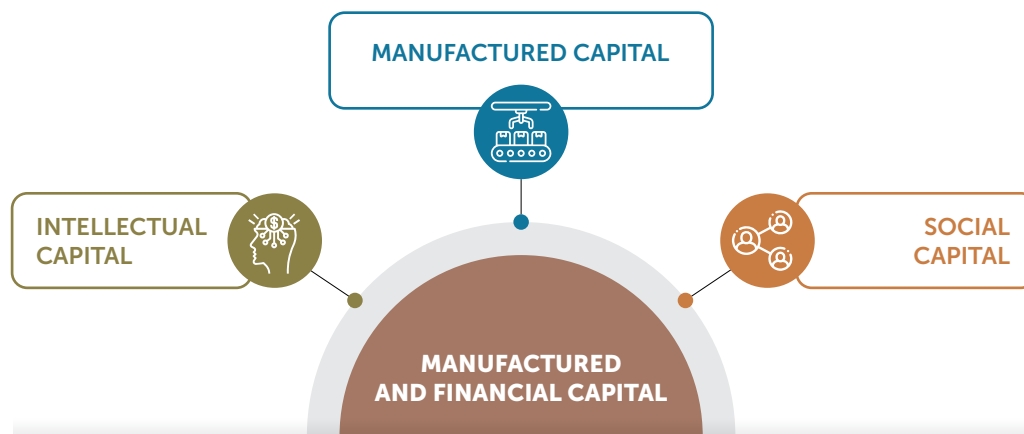 MANUFACTURED CAPITAL
INTELLECTUAL
CAPITAL
$
SOCIAL
CAPITAL
MANUFACTURED
AND FINANCIAL CAPITAL